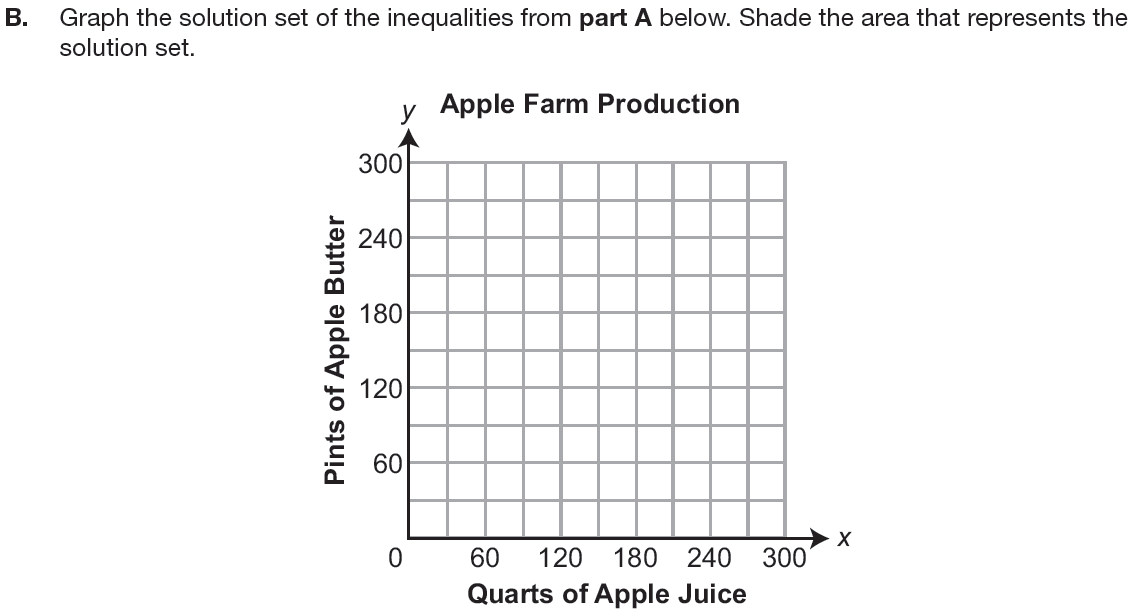 B. Graph the solution set of the inequalities from part A below. Shade the area that represents the
solution set.
Apple Farm Production
y
300
240
180
120
60
Pints of Apple Butter
0 60 120 180 240 300
x
Quarts of Apple Juice